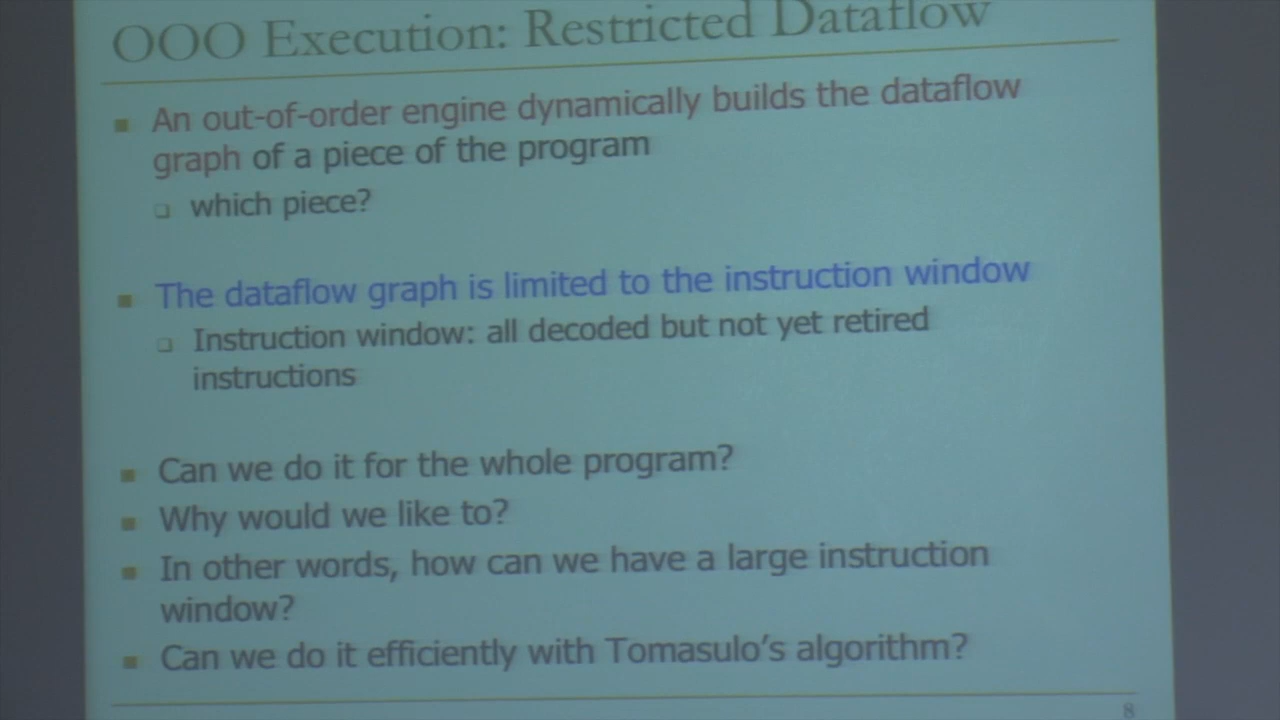 OOO Execution: Restricted Dataflow
An out-of-order engine dynamically builds the dataflow
graph of a piece of the program
which piece?
The dataflow graph is limited to the instruction window
Instruction window: all decoded but not yet retired
instructions
Can we do it for the whole program?
Why would we like to?
In other words, how can we have a large instruction
window?
Can we do it efficiently with Tomasulo's algorithm?
8